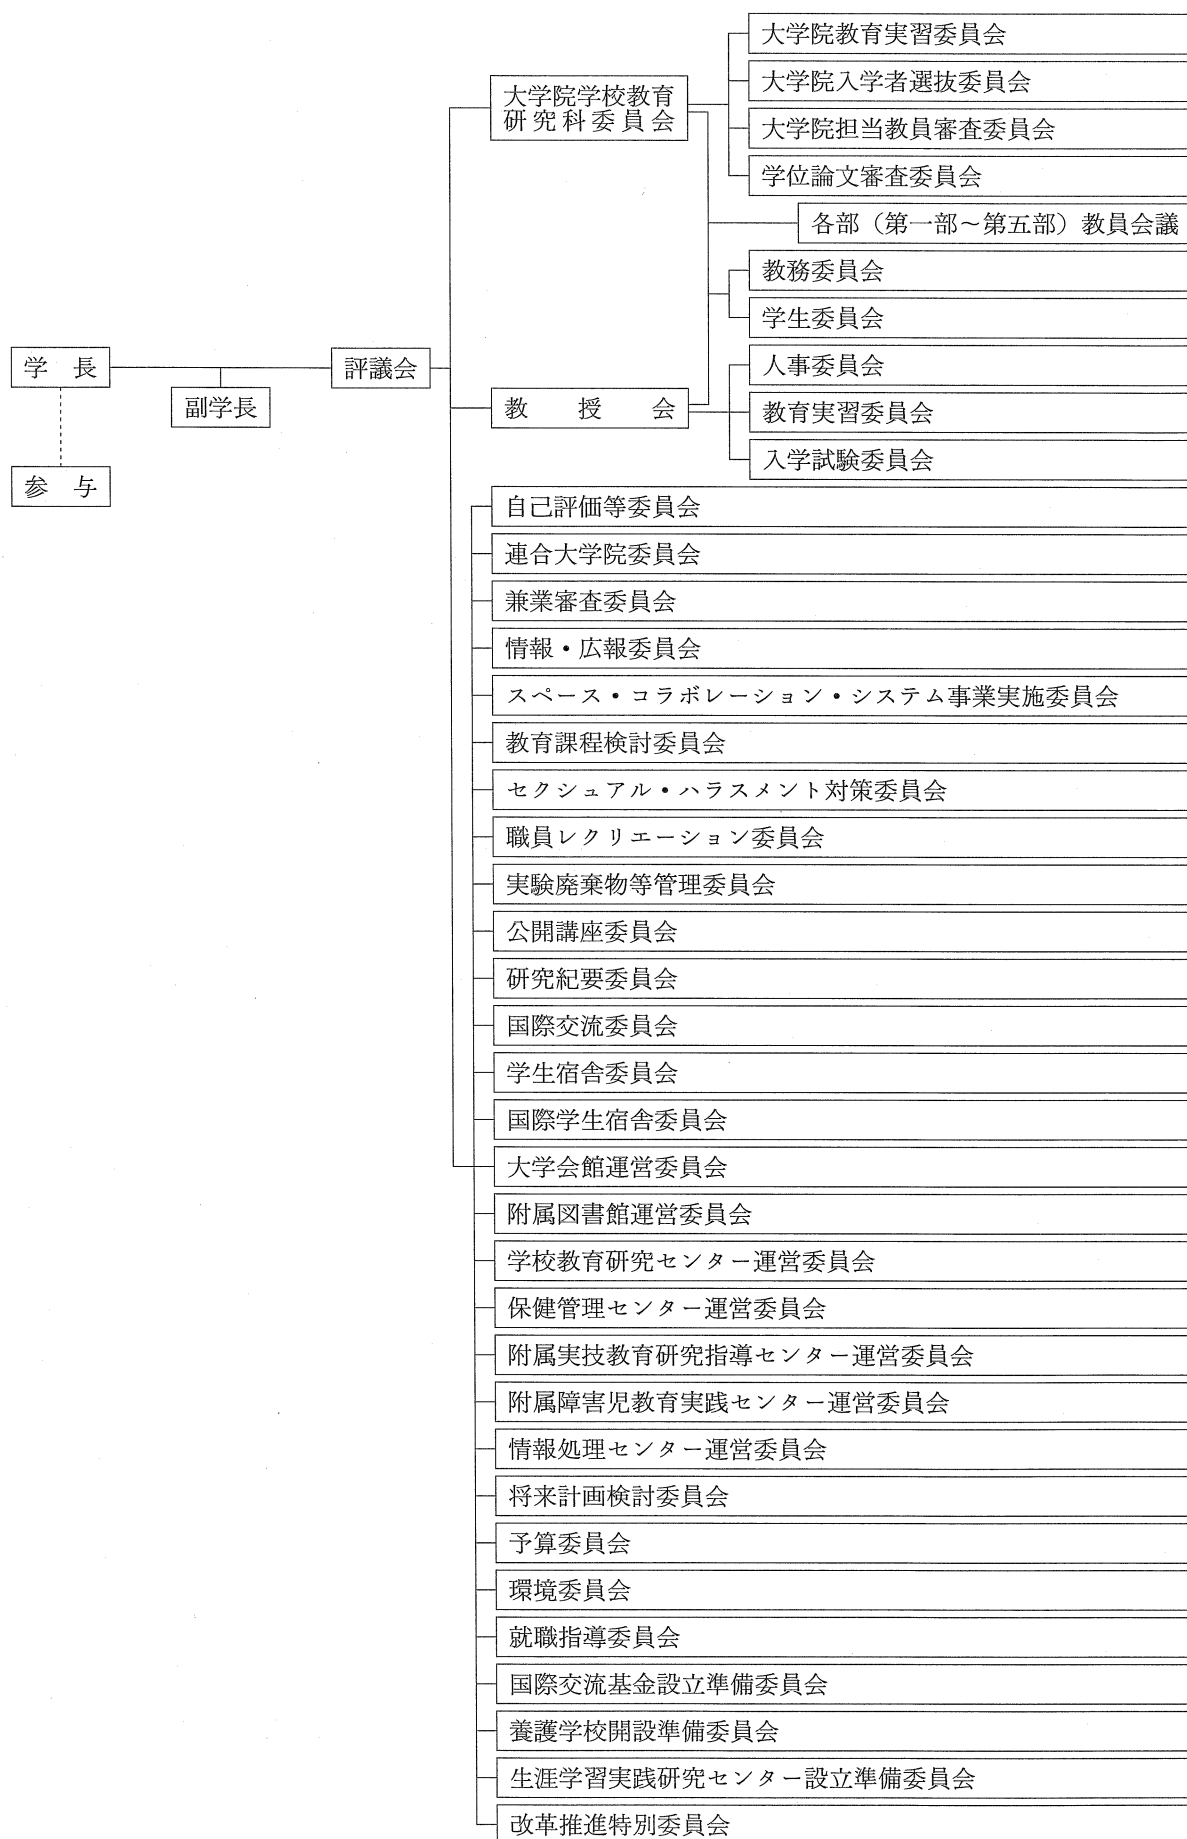 大学院教育実習委員会
大学院入学者選抜委員会
大学院学校教育
研究科委員会
大学院担当教員審査委員会
学位論文審査委員会
各部（第一部～第五部）教員会議
教務委員会
学生委員会
学　長
副学長
参　与
評議会
教　授　会
人事委員会
教育実習委員会
入学試験委員会
自己評価等委員会
連合大学院委員会
兼業審査委員会
情報・広報委員会
スペース・コラボレーション・システム事業実施委員会
教育課程検討委員会
セクシュアル・ハラスメント対策委員会
職員レクリエーション委員会
実験廃棄物等管理委員会
公開講座委員会
研究紀要委員会
国際交流委員会
学生宿舎委員会
国際学生宿舎委員会
大学会館運営委員会
附属図書館運営委員会
学校教育研究センター運営委員会
保健管理センター運営委員会
附属実技教育研究指導センター運営委員会
附属障害児教育実践センター運営委員会
情報処理センター運営委員会
将来計画検討委員会
予算委員会
環境委員会
就職指導委員会
国際交流基金設立準備委員会
養護学校開設準備委員会
生涯学習実践研究センター設立準備委員会
改革推進特別委員会